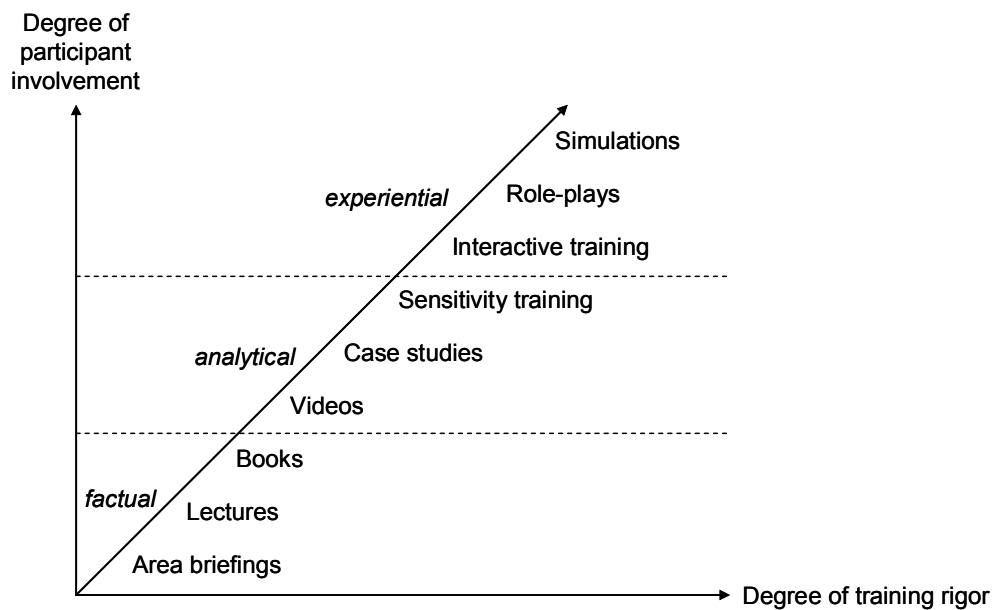 Degree of
participant
involvement
Simulations
experiential
Role-plays
Interactive training
Sensitivity training
analytical
Case studies
Videos
Books
factual
Lectures
Area briefings
Degree of training rigor